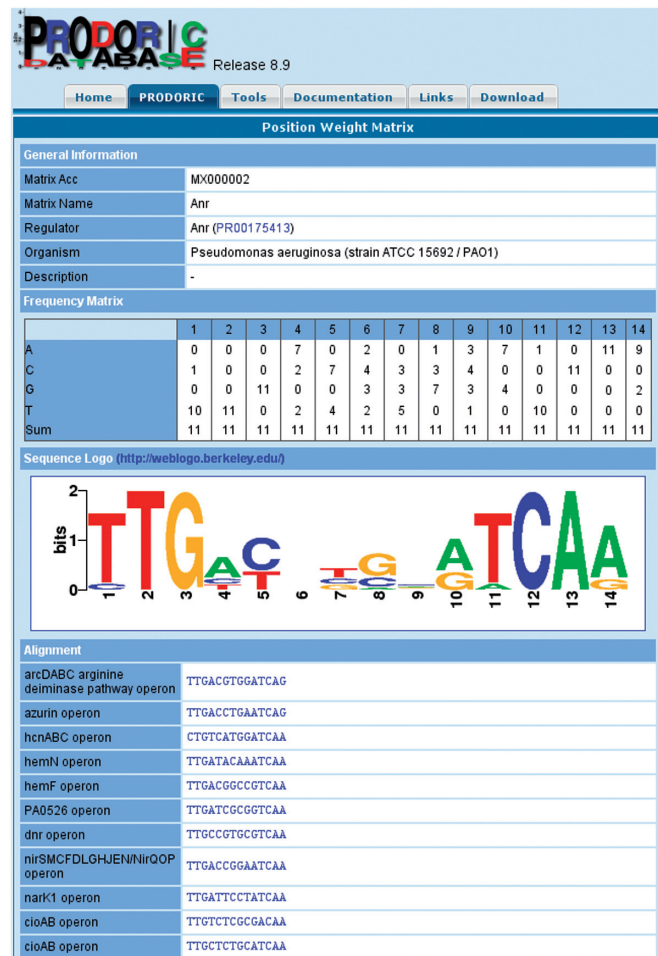 PRODORIC
DATABASE
Release 8.9
Home PRODORIC Tools Documentation Links Download
Position Weight Matrix
General Information
Matrix Acc MX000002
Matrix Name Anr
Regulator Anr (PR00175413)
Organism Pseudomonas aeruginosa (strain ATCC 15692 / PAO1)
Description -
Frequency Matrix
1 2 3 4 5 6 7 8 9 10 11 12 13 14
A 0 0 0 7 0 2 0 1 3 7 1 0 11 9
C 1 0 0 2 7 4 3 3 4 0 0 11 0 0
G 0 0 11 0 0 3 3 7 3 4 0 0 0 2
T 10 11 0 2 4 2 5 0 1 0 10 0 0 0
Sum 11 11 11 11 11 11 11 11 11 11 11 11 11 11
Sequence Logo (http://weblogo.berkeley.edu/)
2
bits
1
0
TTGAC TG ATCAA
C CT CC G A G
1 2 3 4 5 6 7 8 9 10 11 12 13 14
Alignment
arcDABC arginine
deiminase pathway operon TTGACGTGGATCAG
azurin operon TTGACCTGAATCAG
hcnABC operon CTGTCATGGATCAA
hemN operon TTGATACAAATCAA
hemF operon TTGACGGCCGTCAA
PA0526 operon TTGATCGCGGTCAA
dnr operon TTGCCGTGCGTCAA
nirSMCFDLGHJEN/NirQOP
operon TTGACCGGAATCAA
narK1 operon TTGATTCCTATCAA
cioAB operon TTGTCTCGCGACAA
cioAB operon TTGCTCTGCATCAA